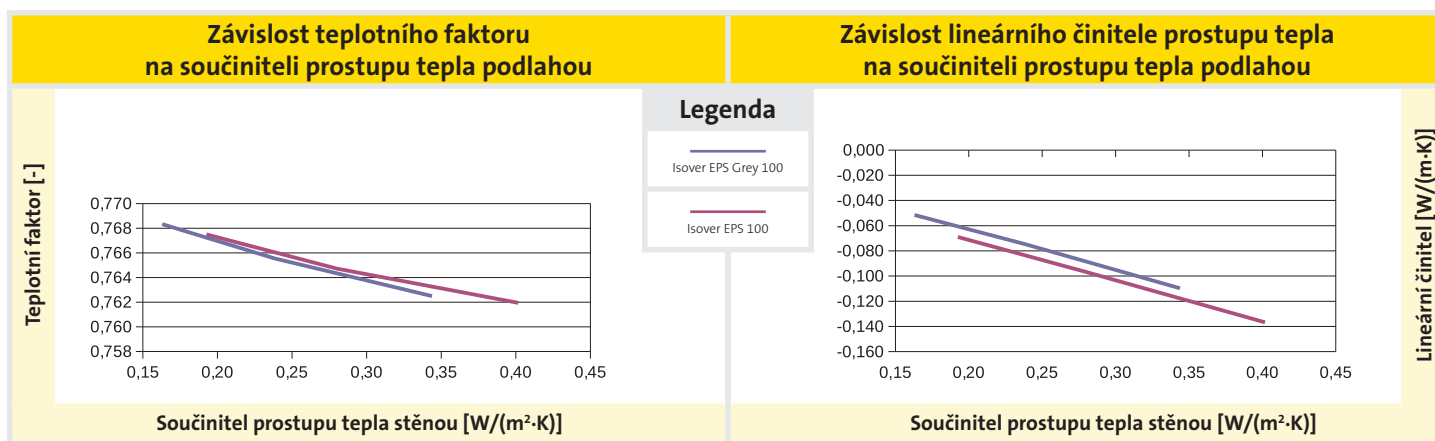 Závislost teplotního faktoru
na součiniteli prostupu tepla podlahou
Závislost lineárního činitele prostupu tepla
na součiniteli prostupu tepla podlahou
Teplotní faktor [-]
0,770
0,768
0,766
0,764
0,762
0,760
0,758
0,15 0,20 0,25 0,30 0,35 0,40 0,45
Součinitel prostupu tepla stěnou [W/(m²·K)]
Legenda
Isover EPS Grey 100
Isover EPS 100
0,000
-0,020
-0,040
-0,060
-0,080
-0,100
-0,120
-0,140
-0,160
0,15 0,20 0,25 0,30 0,35 0,40 0,45
Součinitel prostupu tepla stěnou [W/(m²·K)]
Lineární činitel [W/(m·K)]